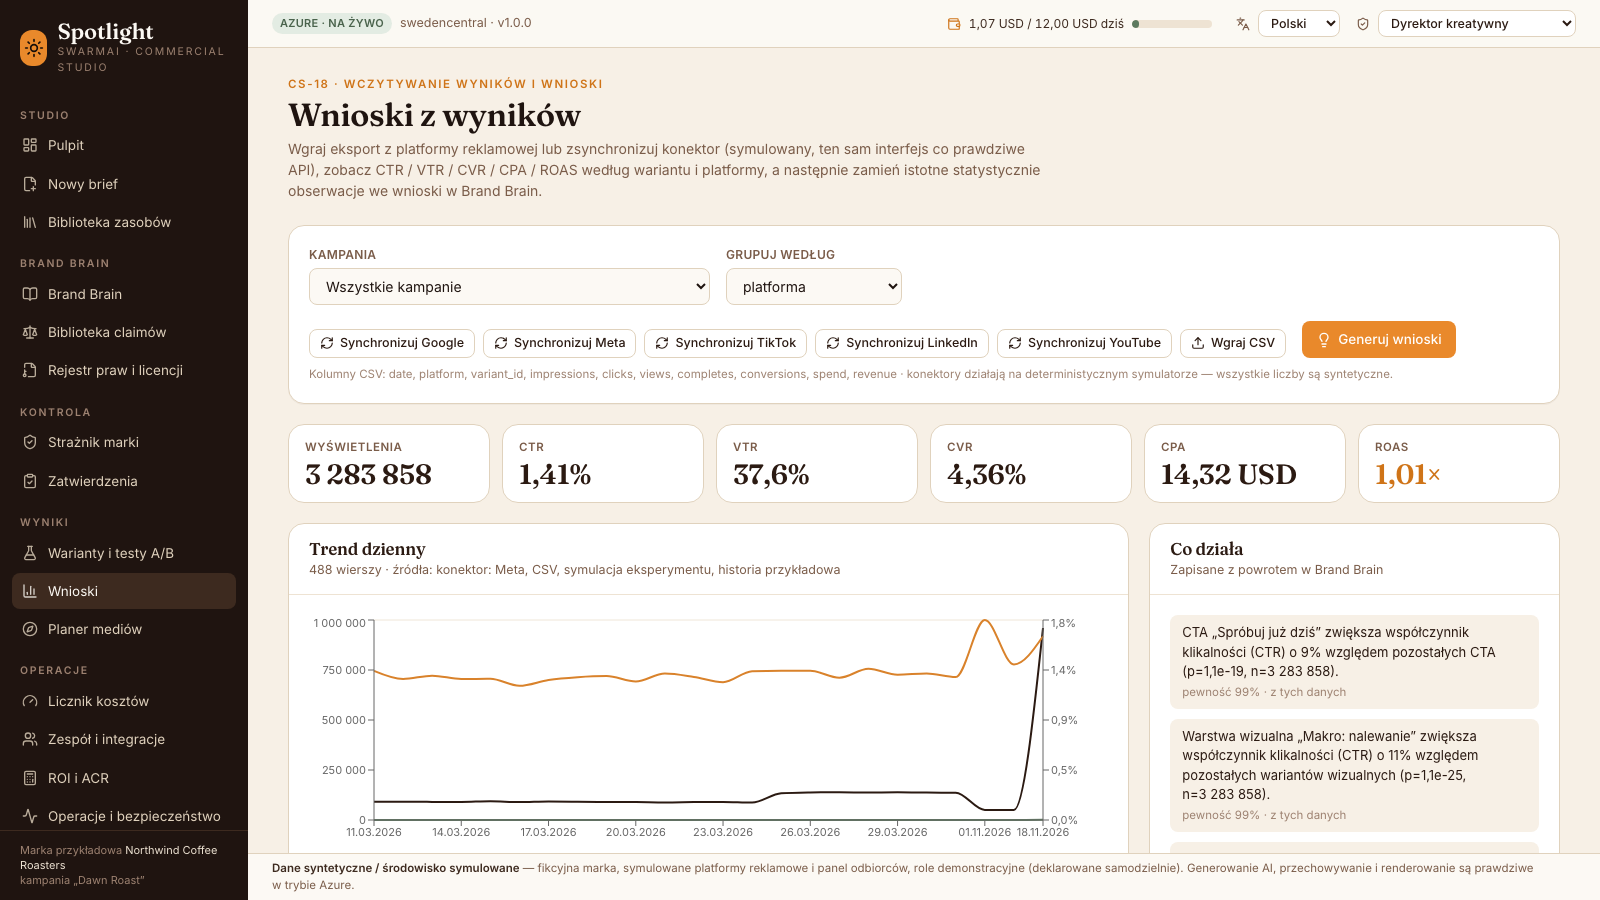 Spotlight
SWARMAI · COMMERCIAL
STUDIO
STUDIO
Pulpit
Nowy brief
Biblioteka zasobów
BRAND BRAIN
Brand Brain
Biblioteka claimów
Rejestr praw i licencji
KONTROLA
Strażnik marki
Zatwierdzenia
WYNIKI
Warianty i testy A/B
Wnioski
Planer mediów
OPERACJE
Licznik kosztów
Zespół i integracje
ROI i ACR
Operacje i bezpieczeństwo
Marka przykładowa Northwind Coffee
Roasters
kampania „Dawn Roast”
AZURE · NA ŻYWO swedencentral · v1.0.0
1,07 USD / 12,00 USD dziś
Polski
Dyrektor kreatywny
CS-18 · WCZYTYWANIE WYNIKÓW I WNIOSKI
Wnioski z wyników
Wgraj eksport z platformy reklamowej lub zsynchronizuj konektor (symulowany, ten sam interfejs co prawdziwe
API), zobacz CTR / VTR / CVR / CPA / ROAS według wariantu i platformy, a następnie zamień istotne statystycznie
obserwacje we wnioski w Brand Brain.
KAMPANIA
Wszystkie kampanie
GRUPUJ WEDŁUG
platforma
Synchronizuj Google
Synchronizuj Meta
Synchronizuj TikTok
Synchronizuj LinkedIn
Synchronizuj YouTube
Wgraj CSV
Generuj wnioski
Kolumny CSV: date, platform, variant_id, impressions, clicks, views, completes, conversions, spend, revenue · konektory działają na deterministycznym symulatorze — wszystkie liczby są syntetyczne.
WYŚWIETLENIA
3 283 858
CTR
1,41%
VTR
37,6%
CVR
4,36%
CPA
14,32 USD
ROAS
1,01×
Trend dzienny
488 wierszy · źródła: konektor: Meta, CSV, symulacja eksperymentu, historia przykładowa
1 000 000
750 000
500 000
250 000
0
1,8%
1,4%
0,9%
0,5%
0,0%
11.03.2026
14.03.2026
17.03.2026
20.03.2026
23.03.2026
26.03.2026
29.03.2026
01.11.2026
18.11.2026
Co działa
Zapisane z powrotem w Brand Brain
CTA „Spróbuj już dziś” zwiększa współczynnik
klikalności (CTR) o 9% względem pozostałych CTA
(p=1,1e-19, n=3 283 858).
pewność 99% · z tych danych
Warstwa wizualna „Makro: nalewanie” zwiększa
współczynnik klikalności (CTR) o 11% względem
pozostałych wariantów wizualnych (p=1,1e-25,
n=3 283 858).
pewność 99% · z tych danych
Dane syntetyczne / środowisko symulowane — fikcyjna marka, symulowane platformy reklamowe i panel odbiorców, role demonstracyjne (deklarowane samodzielnie). Generowanie AI, przechowywanie i renderowanie są prawdziwe
w trybie Azure.